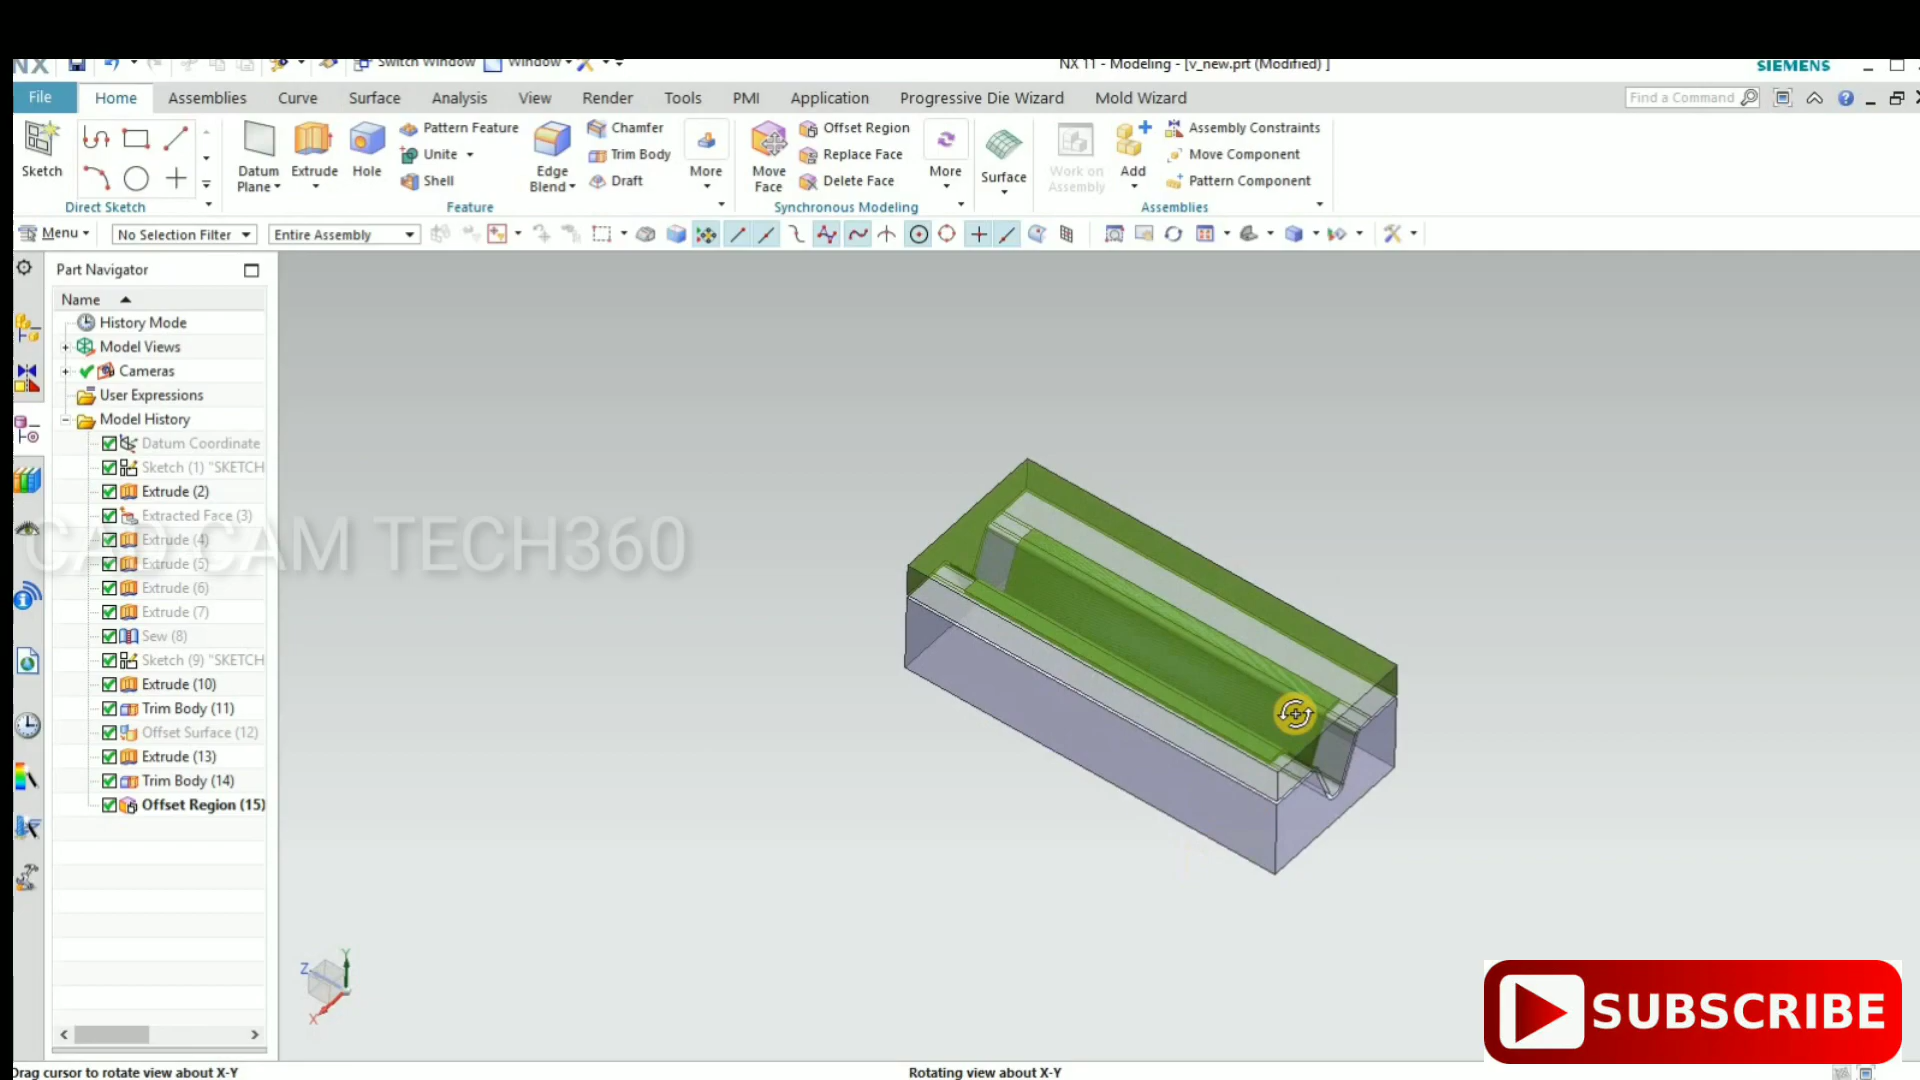 NX
Switch Window
Window
NX 11 - Modeling - [v_new.prt (Modified) ]
SIEMENS
File
Home
Assemblies
Curve
Surface
Analysis
View
Render
Tools
PMI
Application
Progressive Die Wizard
Mold Wizard
Find a Command
Sketch
Direct Sketch
Datum Plane
Extrude
Hole
Pattern Feature
Unite
Shell
Edge Blend
Chamfer
Trim Body
Draft
More
Feature
Move Face
Offset Region
Replace Face
Delete Face
More
Synchronous Modeling
Surface
Work on Assembly
Add
Assembly Constraints
Move Component
Pattern Component
Assemblies
Menu
No Selection Filter
Entire Assembly
Part Navigator
Name
History Mode
Model Views
Cameras
User Expressions
Model History
Datum Coordinate
Sketch (1) "SKETCH
Extrude (2)
Extracted Face (3)
Extrude (4)
Extrude (5)
Extrude (6)
Extrude (7)
Sew (8)
Sketch (9) "SKETCH
Extrude (10)
Trim Body (11)
Offset Surface (12)
Extrude (13)
Trim Body (14)
Offset Region (15)
CAD CAM TECH360
Z
Y
X
SUBSCRIBE
Drag cursor to rotate view about X-Y
Rotating view about X-Y